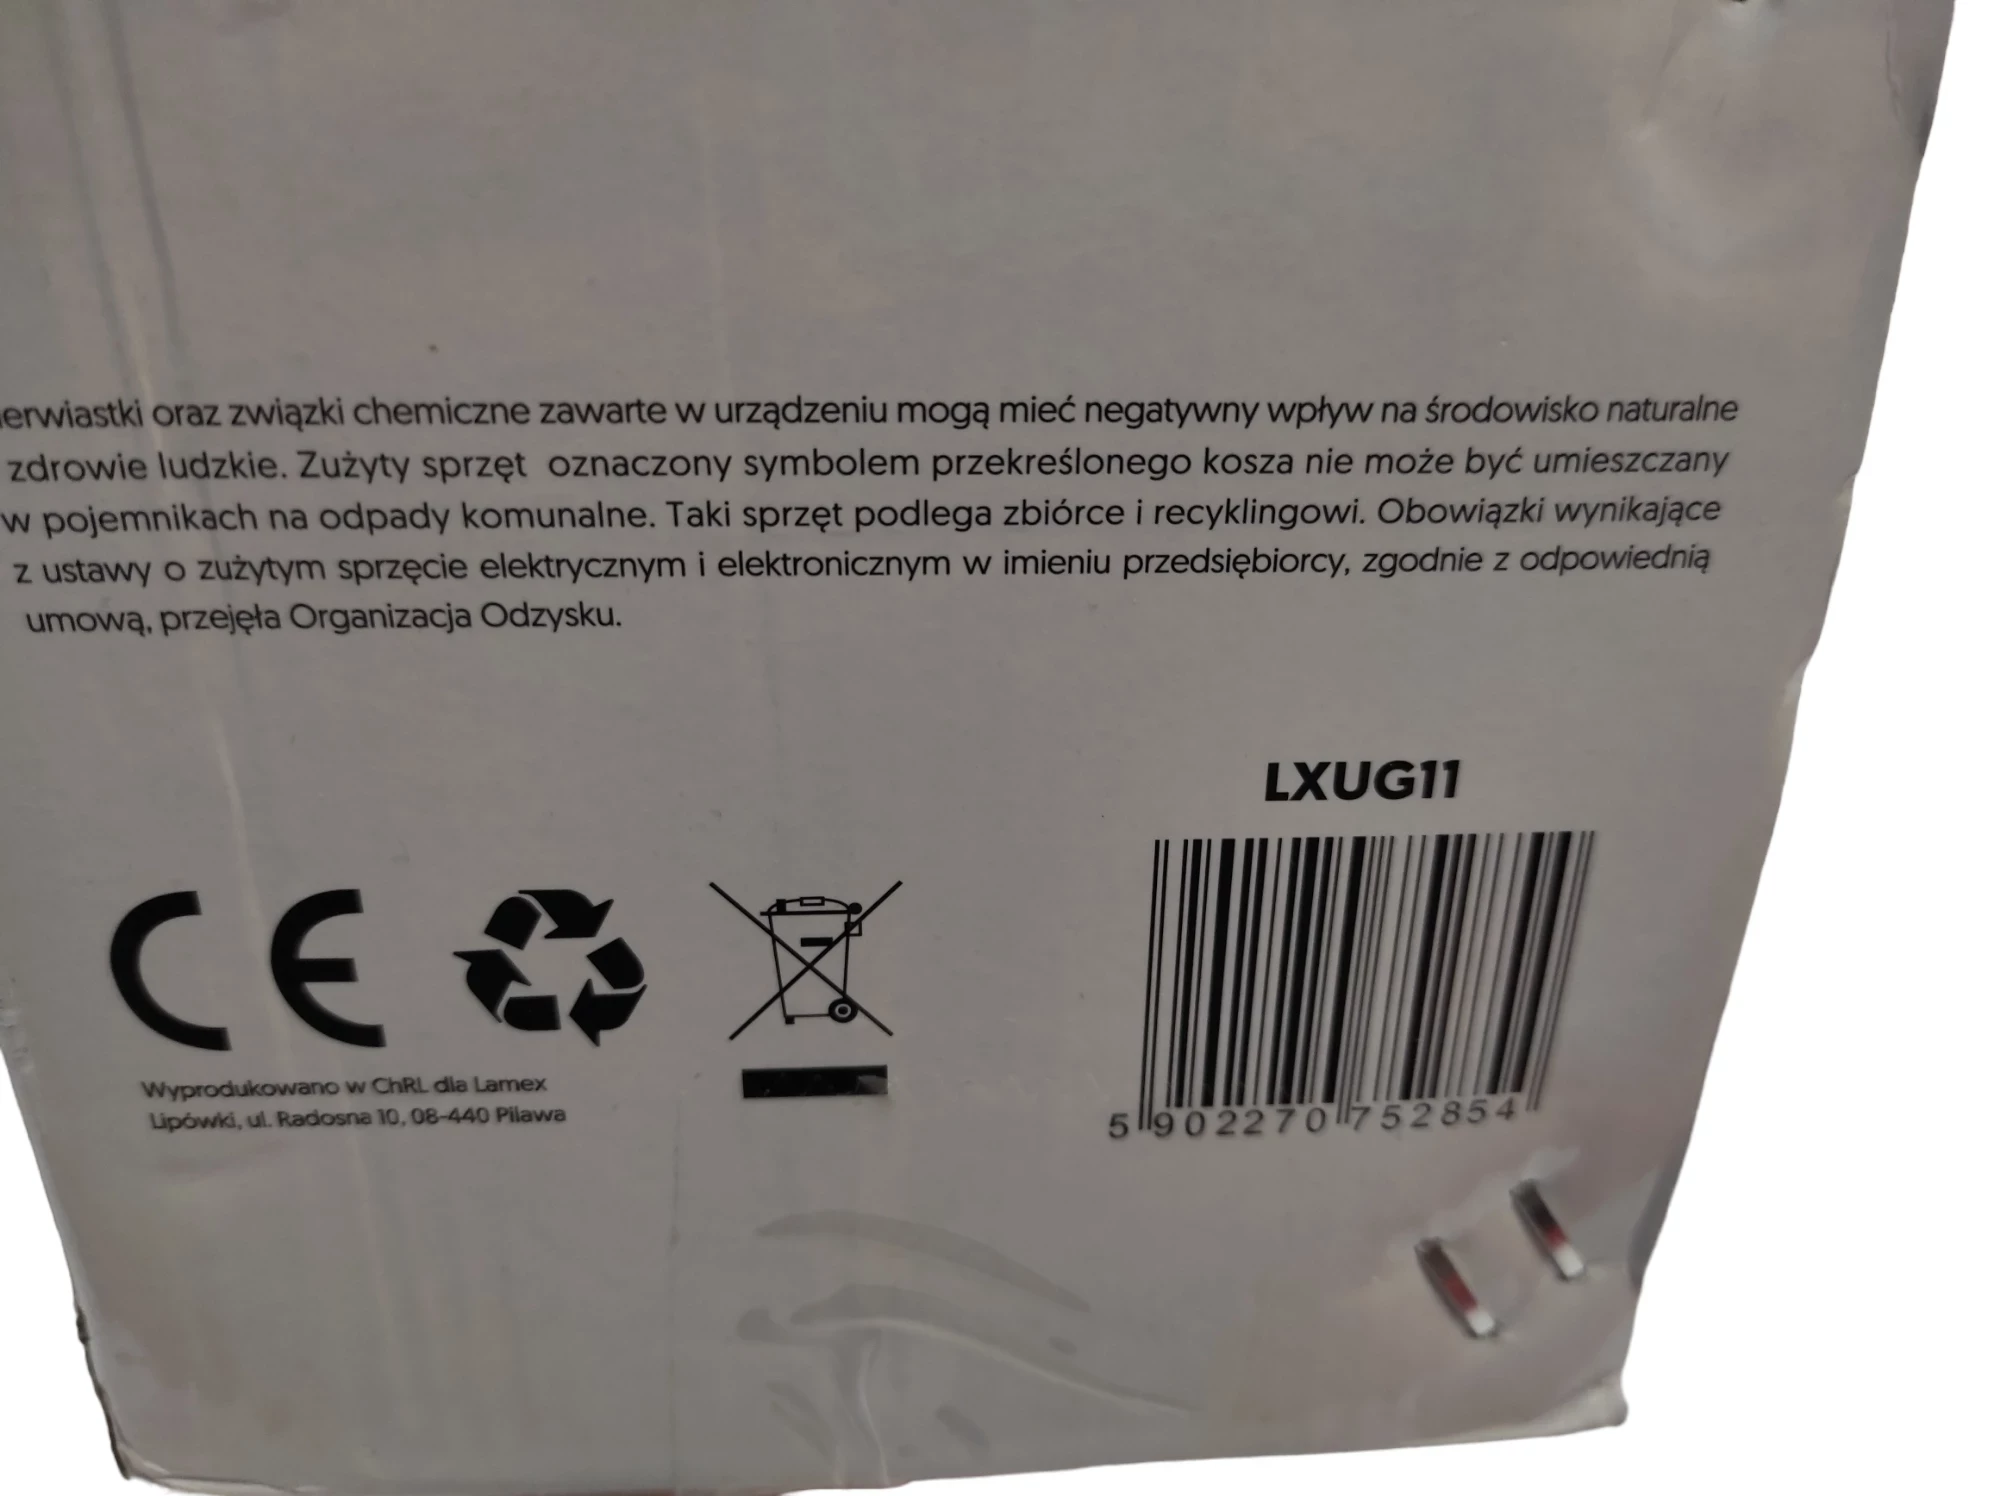 oraz związki chemiczne zawarte w urządzeniu mogą mieć negatywny wpływ na środowisko naturalne
zdrowie ludzkie. Zużyty sprzęt oznaczony symbolem przekreślonego kosza nie może być umieszczany
w pojemnikach na odpady komunalne. Taki sprzęt podlega zbiórce i recyklingowi. Obowiązki wynikające
z ustawy o zużytym sprzęcie elektrycznym i elektronicznym w imieniu przedsiębiorcy, zgodnie z odpowiednią
umową, przejęła Organizacja Odzysku.
LXUG11
CE
Wyprodukowano w ChRL dla Lamex
Lipówki, ul. Radosna 10, 08-440 Pilawa
5 902270 752854